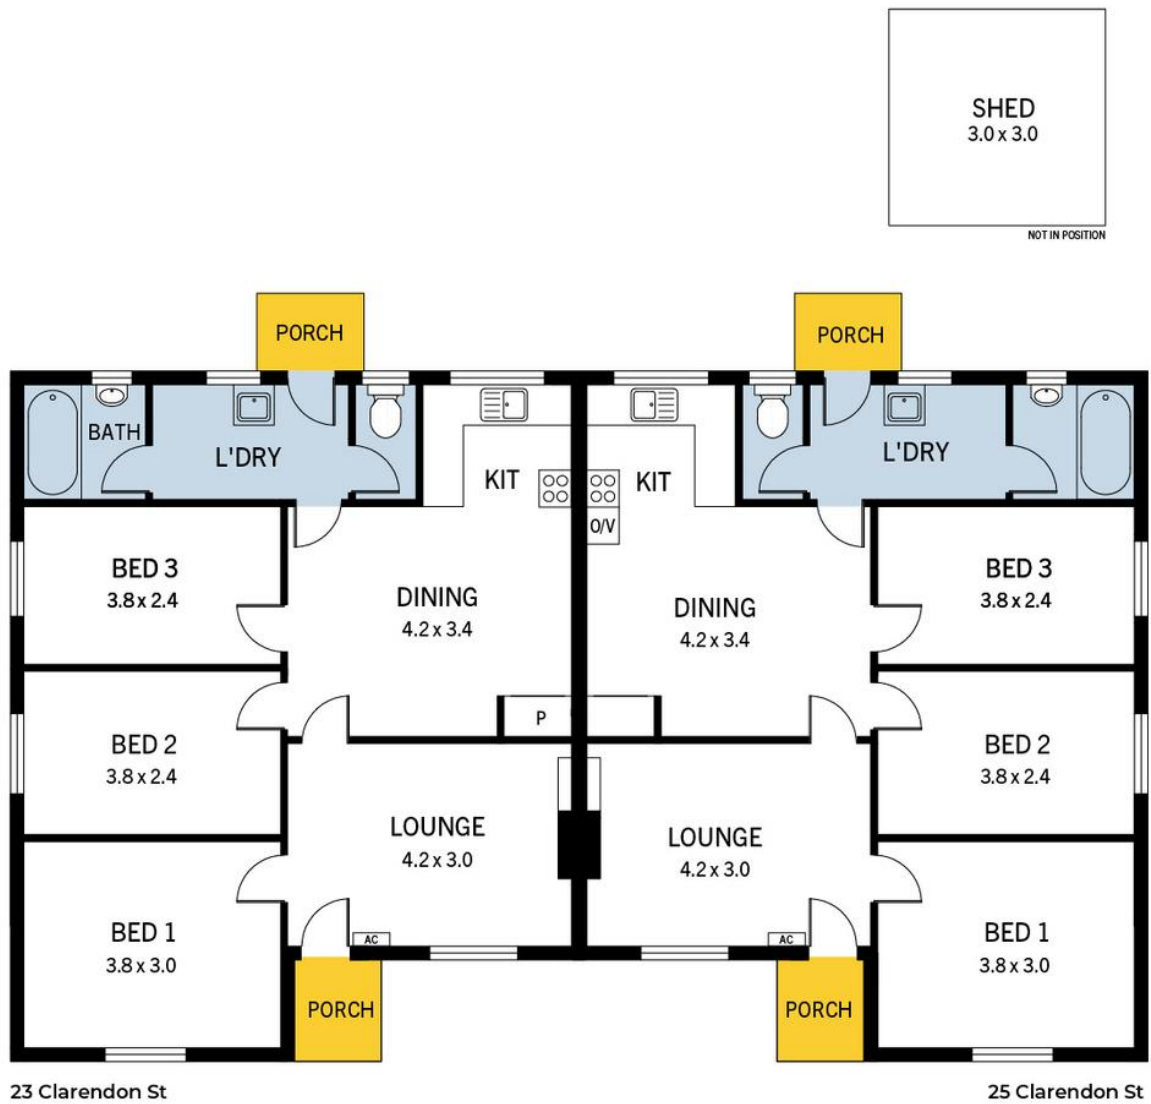 SHED
3.0 x 3.0
NOT IN POSITION
PORCH
PORCH
BATH
L'DRY
KIT
KIT
L'DRY
O/V
BED 3
3.8 x 2.4
DINING
4.2 x 3.4
DINING
4.2 x 3.4
BED 3
3.8 x 2.4
P
BED 2
3.8 x 2.4
BED 2
3.8 x 2.4
LOUNGE
4.2 x 3.0
LOUNGE
4.2 x 3.0
BED 1
3.8 x 3.0
AC
AC
BED 1
3.8 x 3.0
PORCH
PORCH
23 Clarendon St
25 Clarendon St